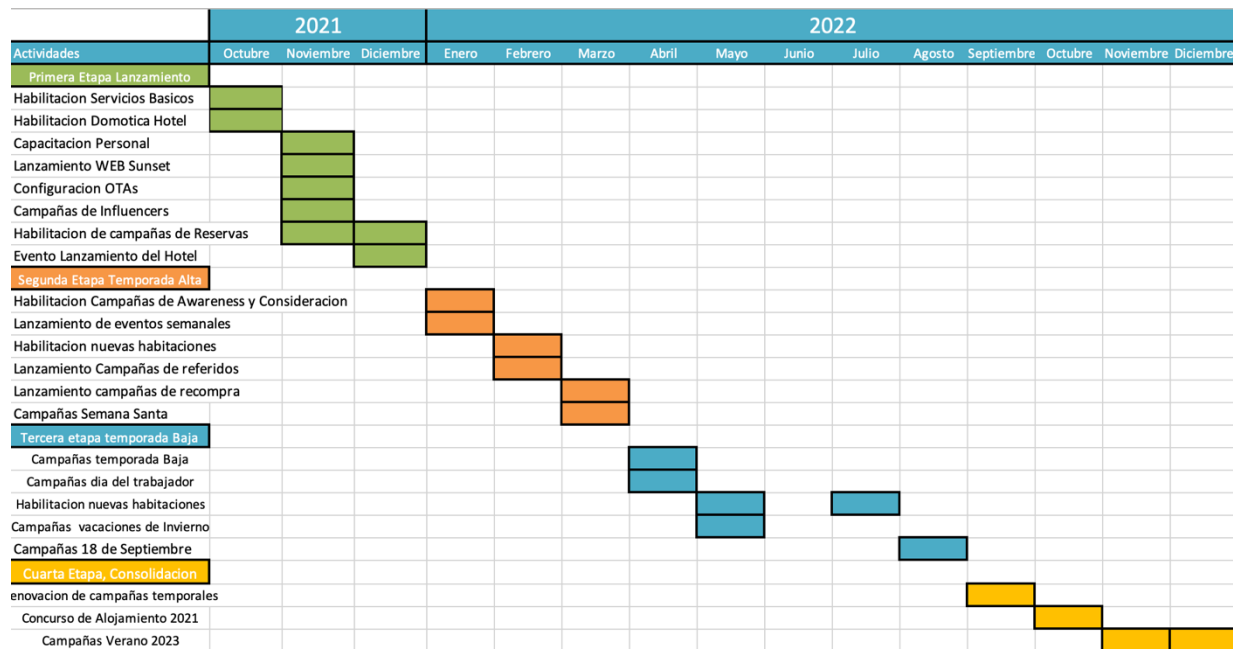 2021 2022
Actividades Octubre Noviembre Diciembre Enero Febrero Marzo Abril Mayo Junio Julio Agosto Septiembre Octubre Noviembre Diciembre
Primera Etapa Lanzamiento
Habilitacion Servicios Basicos
Habilitacion Domotica Hotel
Capacitacion Personal
Lanzamiento WEB Sunset
Configuracion OTAs
Campañas de Influencers
Habilitacion de campañas de Reservas
Evento Lanzamiento del Hotel
Segunda Etapa Temporada Alta
Habilitacion Campañas de Awareness y Consideracion
Lanzamiento de eventos semanales
Habilitacion nuevas habitaciones
Lanzamiento Campañas de referidos
Lanzamiento campañas de recompra
Campañas Semana Santa
Tercera etapa temporada Baja
Campañas temporada Baja
Campañas dia del trabajador
Habilitacion nuevas habitaciones
Campañas vacaciones de Invierno
Campañas 18 de Septiembre
Cuarta Etapa, Consolidacion
enovacion de campañas temporales
Concurso de Alojamiento 2021
Campañas Verano 2023